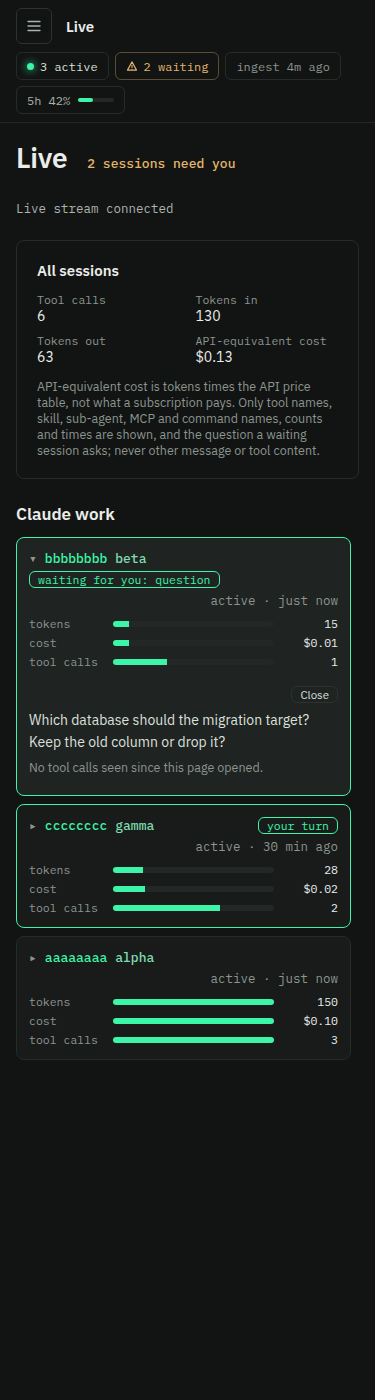 Live
3 active
2 waiting
ingest 4m ago
5h 42%
Live 2 sessions need you
Live stream connected
All sessions
Tool calls Tokens in
6 130
Tokens out API-equivalent cost
63 $0.13
API-equivalent cost is tokens times the API price
table, not what a subscription pays. Only tool names,
skill, sub-agent, MCP and command names, counts
and times are shown, and the question a waiting
session asks; never other message or tool content.
Claude work
▾ bbbbbbbb beta
waiting for you: question
active · just now
tokens 15
cost $0.01
tool calls 1
Close
Which database should the migration target?
Keep the old column or drop it?
No tool calls seen since this page opened.
▸ cccccccc gamma your turn
active · 30 min ago
tokens 28
cost $0.02
tool calls 2
▸ aaaaaaaa alpha
active · just now
tokens 150
cost $0.10
tool calls 3